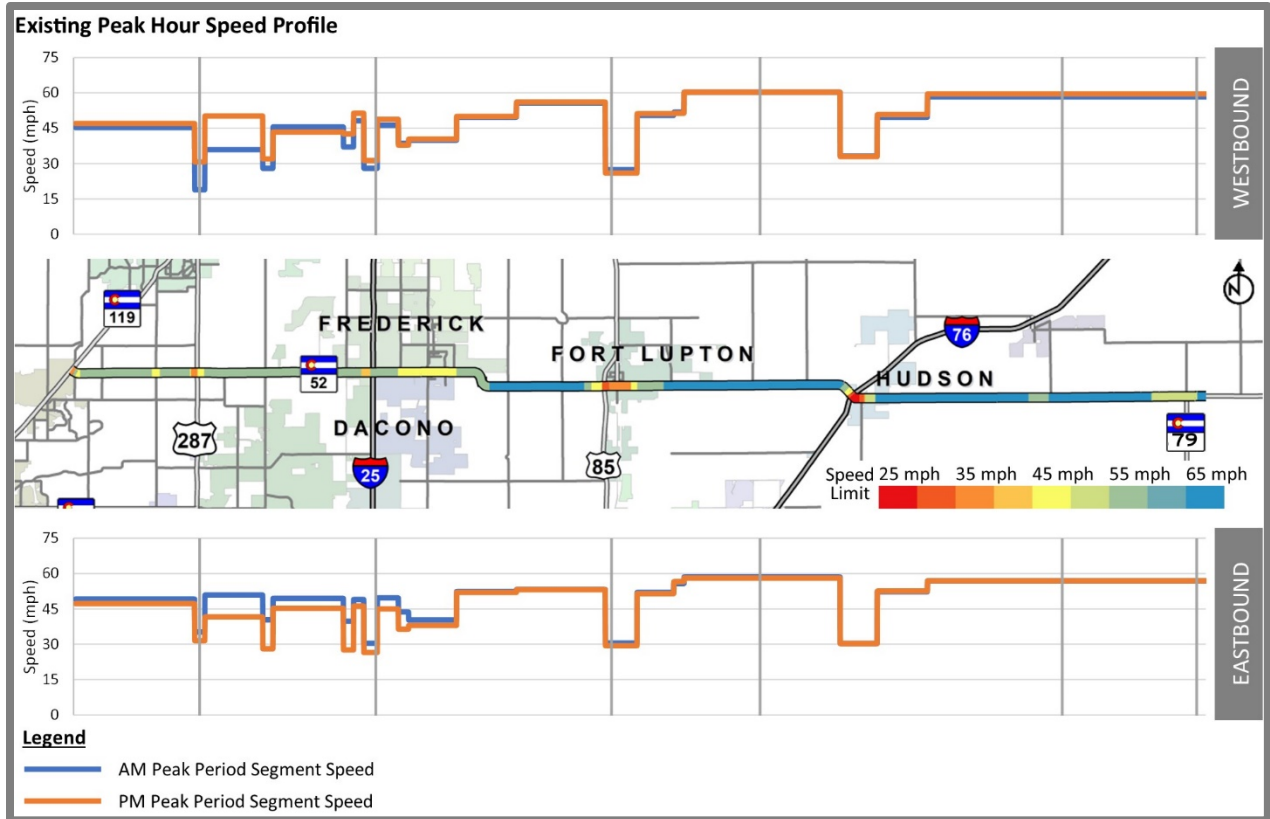 Existing Peak Hour Speed Profile
75
60
45
30
15
0
Speed (mph)
WESTBOUND
119
FREDERICK
52
FORT LUPTON
76
N
HUDSON
287
DACONO
25
85
79
Speed Limit
25 mph 35 mph 45 mph 55 mph 65 mph
75
60
45
30
15
0
Speed (mph)
EASTBOUND
Legend
AM Peak Period Segment Speed
PM Peak Period Segment Speed